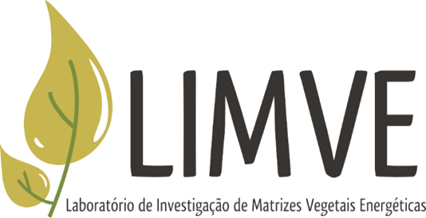 LIMVE
Laboratório de Investigação de Matrizes Vegetais Energéticas